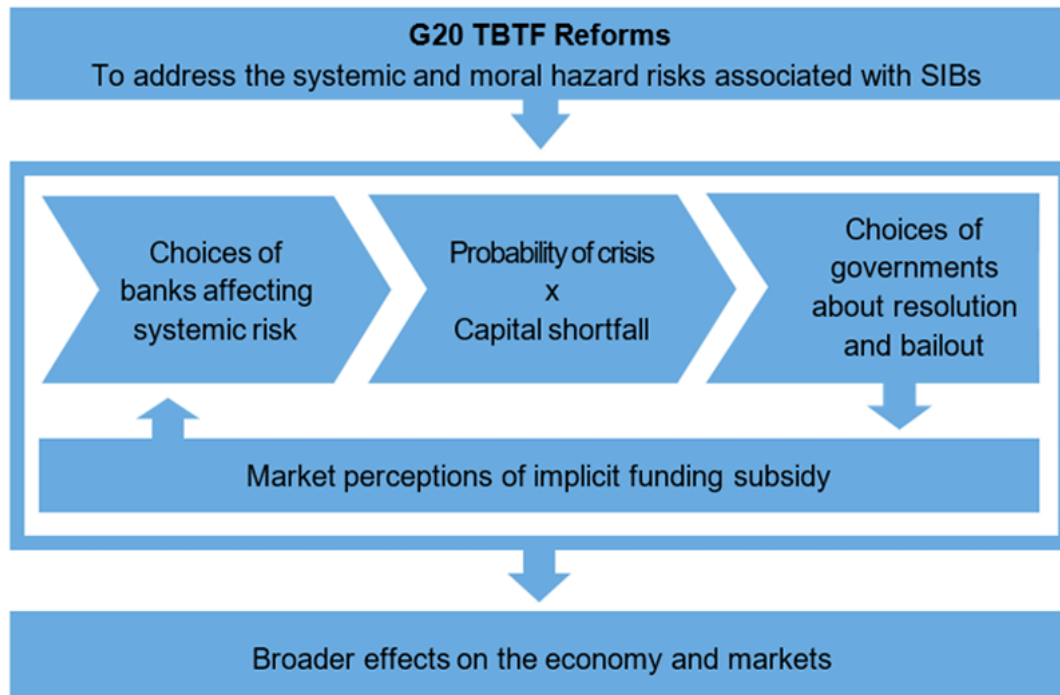 G20 TBTF Reforms
To address the systemic and moral hazard risks associated with SIBs
Choices of
banks affecting
systemic risk
Probability of crisis
x
Capital shortfall
Choices of
governments
about resolution
and bailout
Market perceptions of implicit funding subsidy
Broader effects on the economy and markets